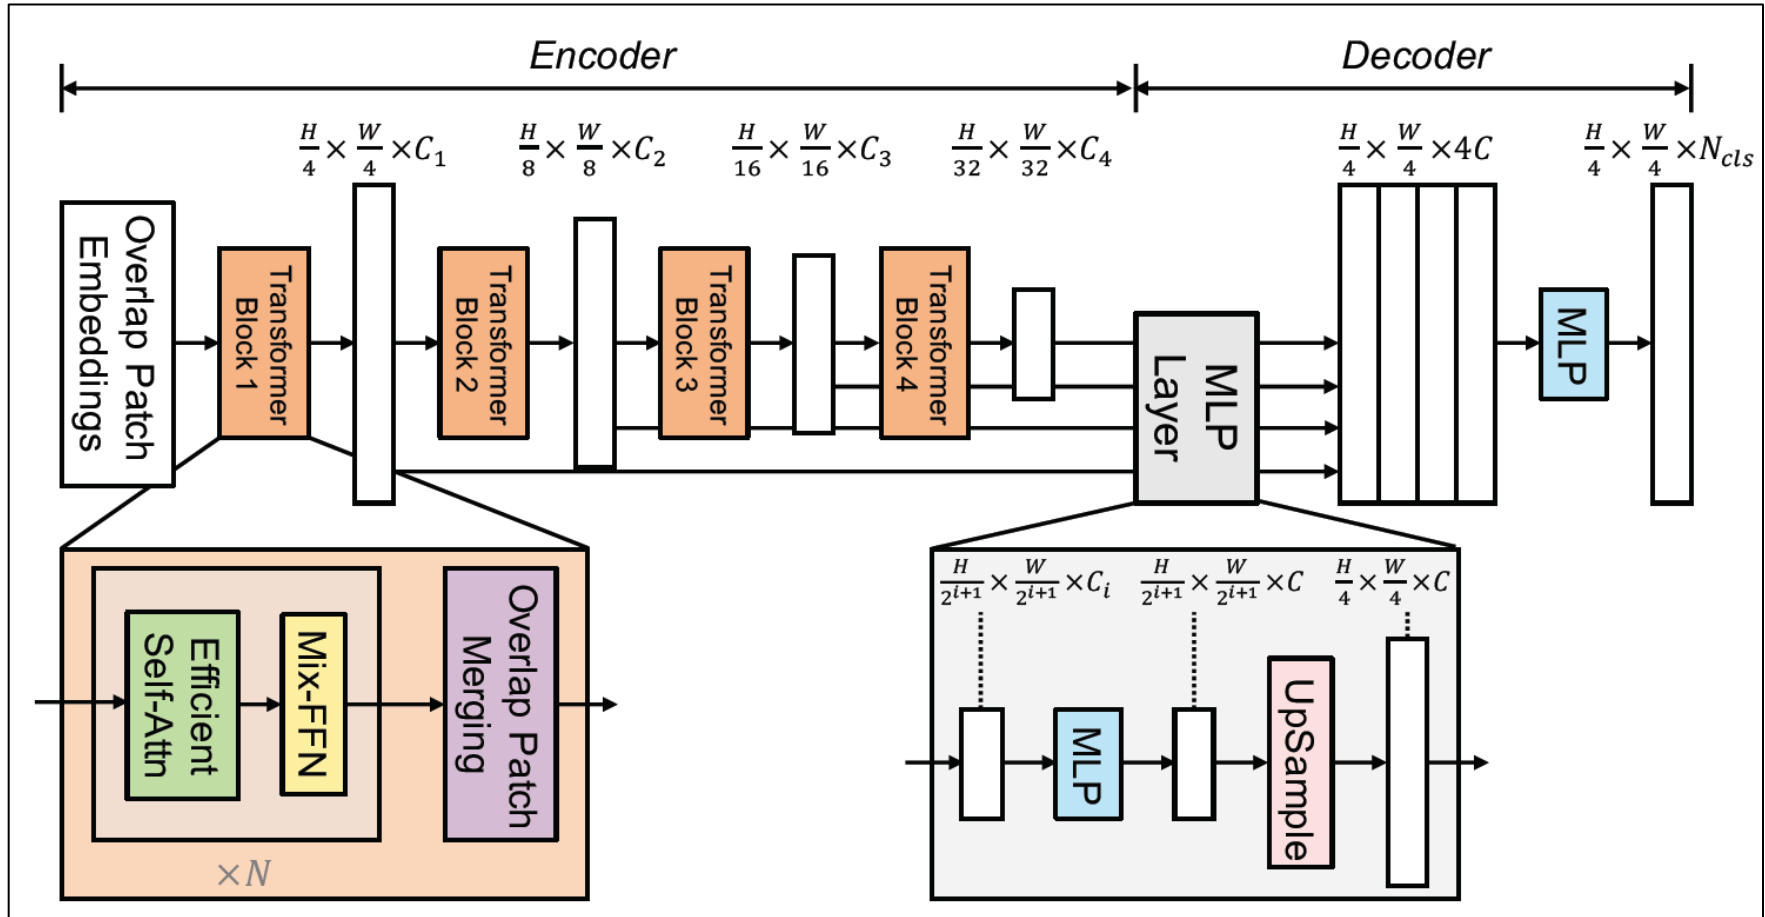 Encoder
Decoder
H/4 × W/4 ×C₁
H/8 × W/8 ×C₂
H/16 × W/16 ×C₃
H/32 × W/32 ×C₄
H/4 × W/4 ×4C
H/4 × W/4 ×N_cls
Overlap Patch
Embeddings
Transformer
Block 1
Transformer
Block 2
Transformer
Block 3
Transformer
Block 4
MLP
Layer
MLP
Efficient
Self-Attn
Mix-FFN
Overlap Patch
Merging
×N
H/2^{i+1} × W/2^{i+1} ×C_i
H/2^{i+1} × W/2^{i+1} ×C
H/4 × W/4 ×C
MLP
UpSample